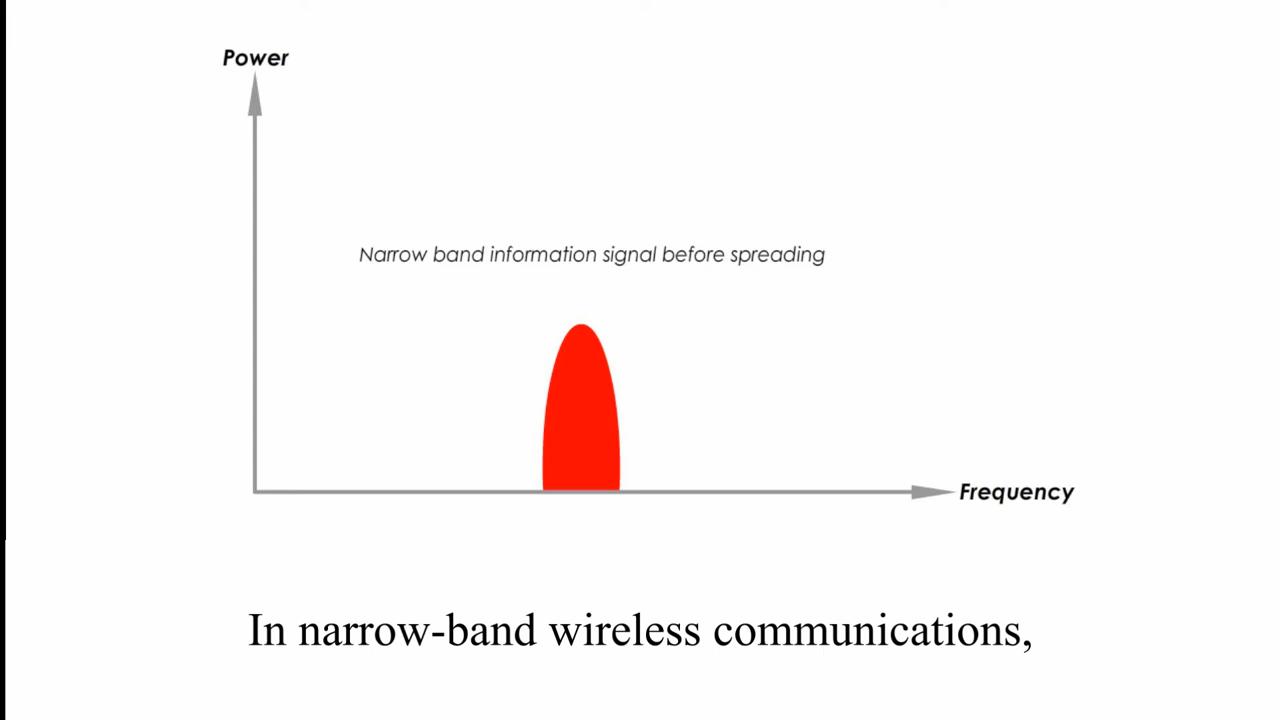 Power
Narrow band information signal before spreading
Frequency
In narrow-band wireless communications,